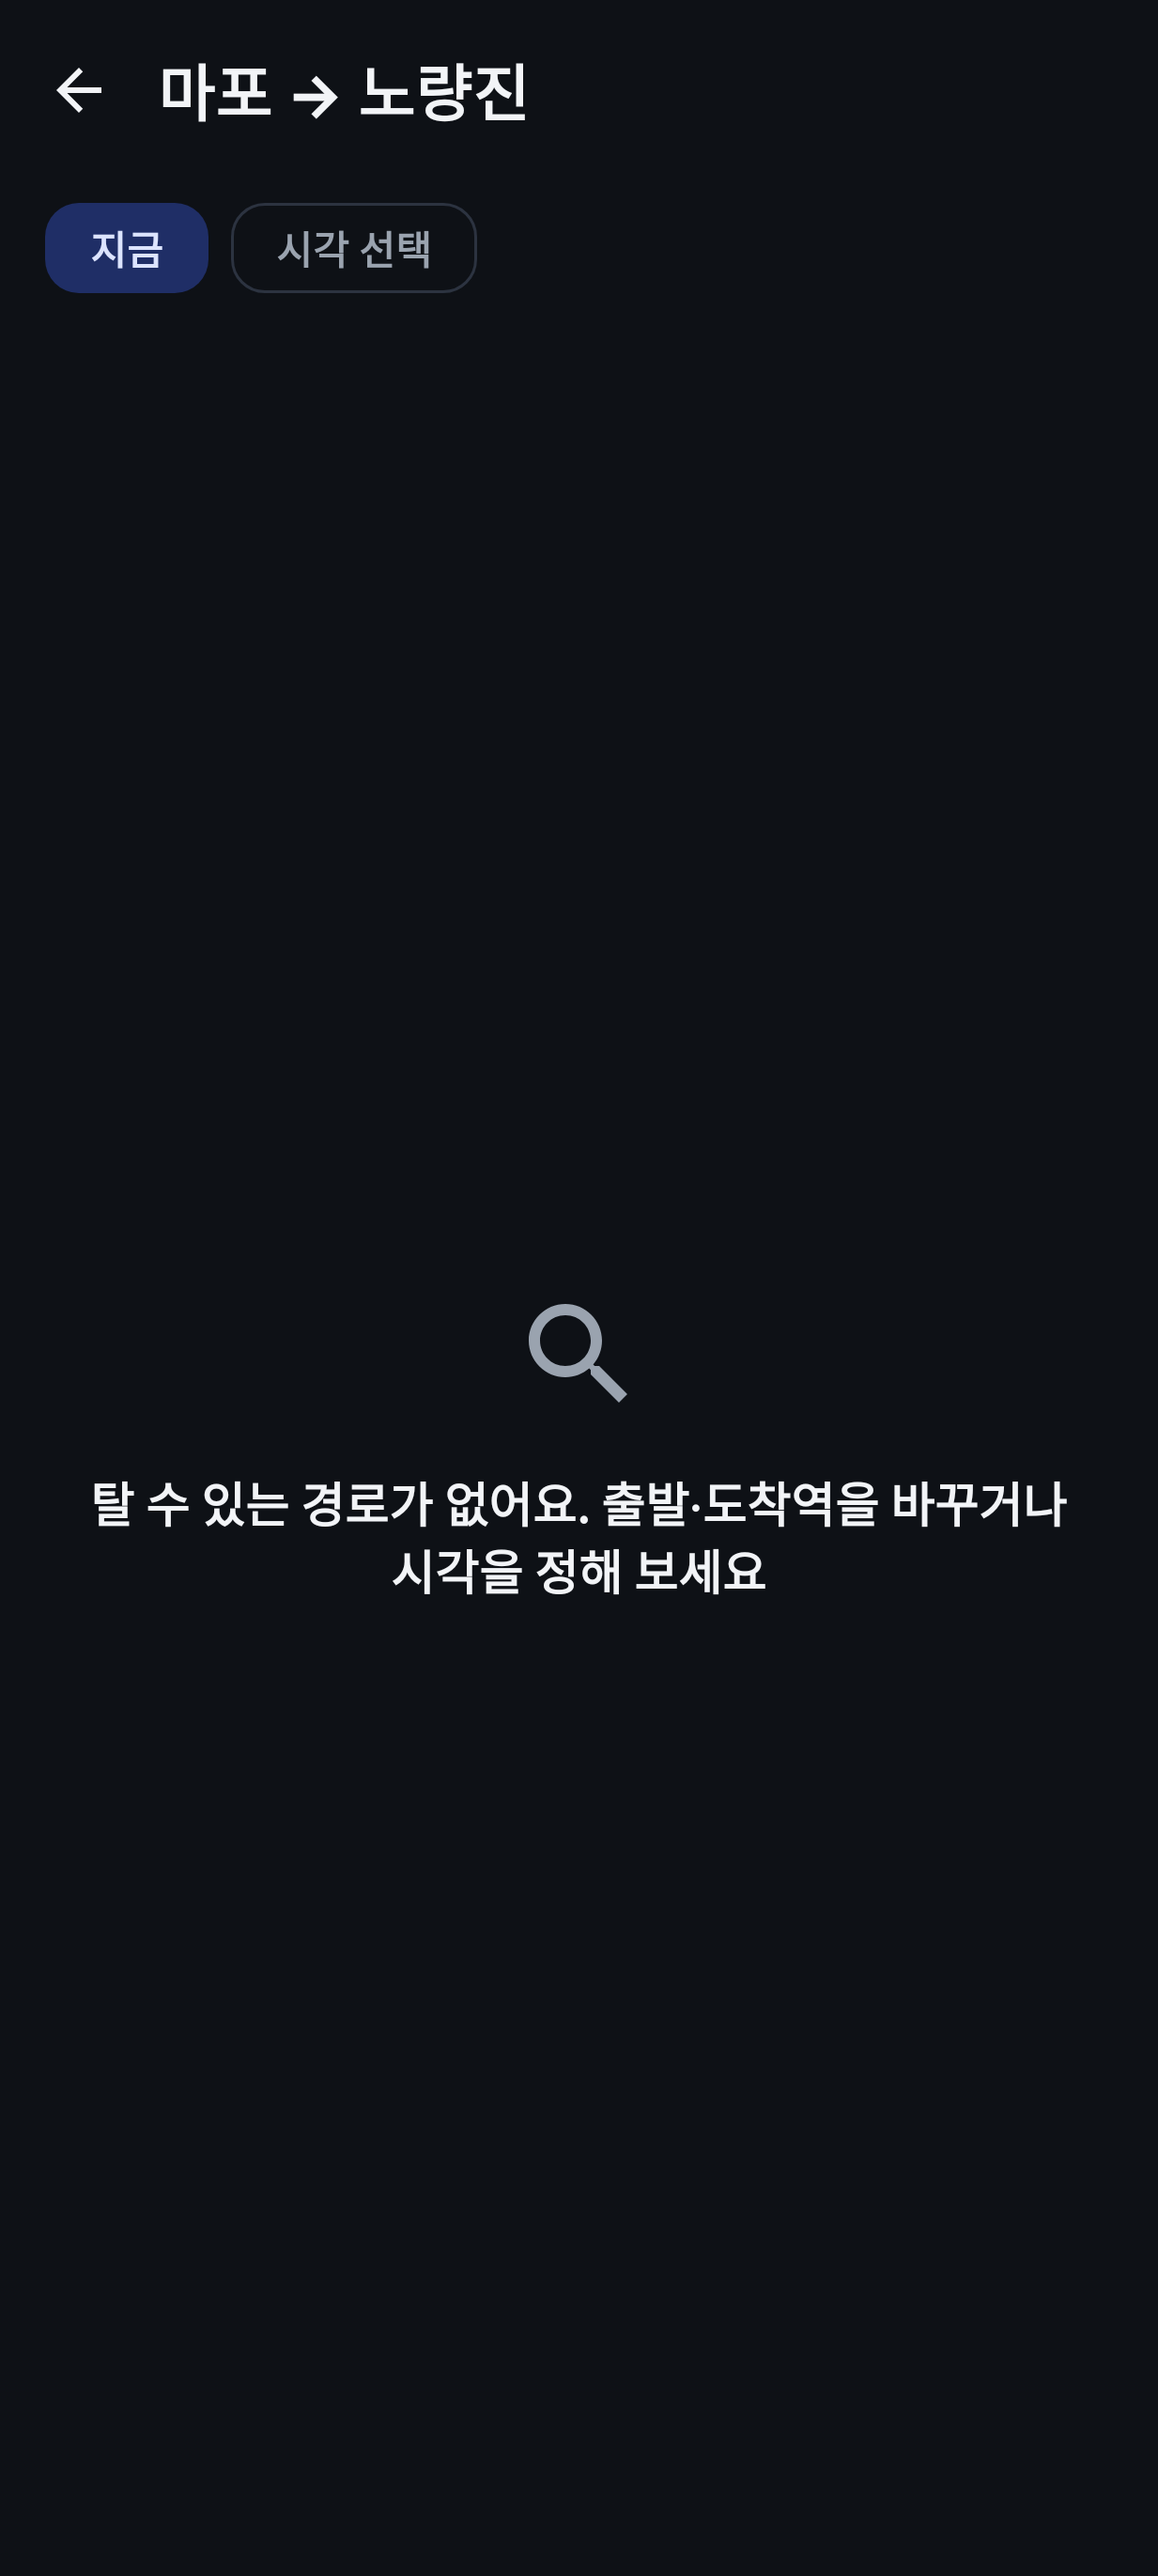 마포 → 노량진
지금
시각 선택
탈 수 있는 경로가 없어요. 출발·도착역을 바꾸거나
시각을 정해 보세요